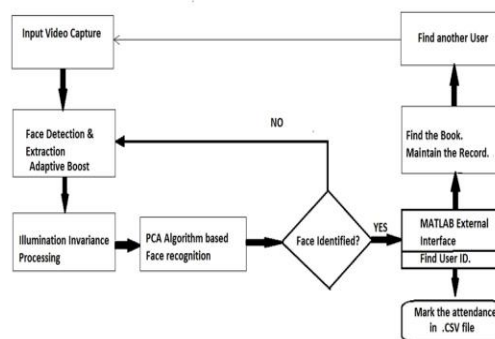 Input Video Capture
Find another User
Face Detection &
Extraction
Adaptive Boost
NO
Find the Book.
Maintain the Record.
Illumination Invariance
Processing
PCA Algorithm based
Face recognition
Face Identified?
YES
MATLAB External
Interface
Find User ID.
Mark the attendance
in .CSV file